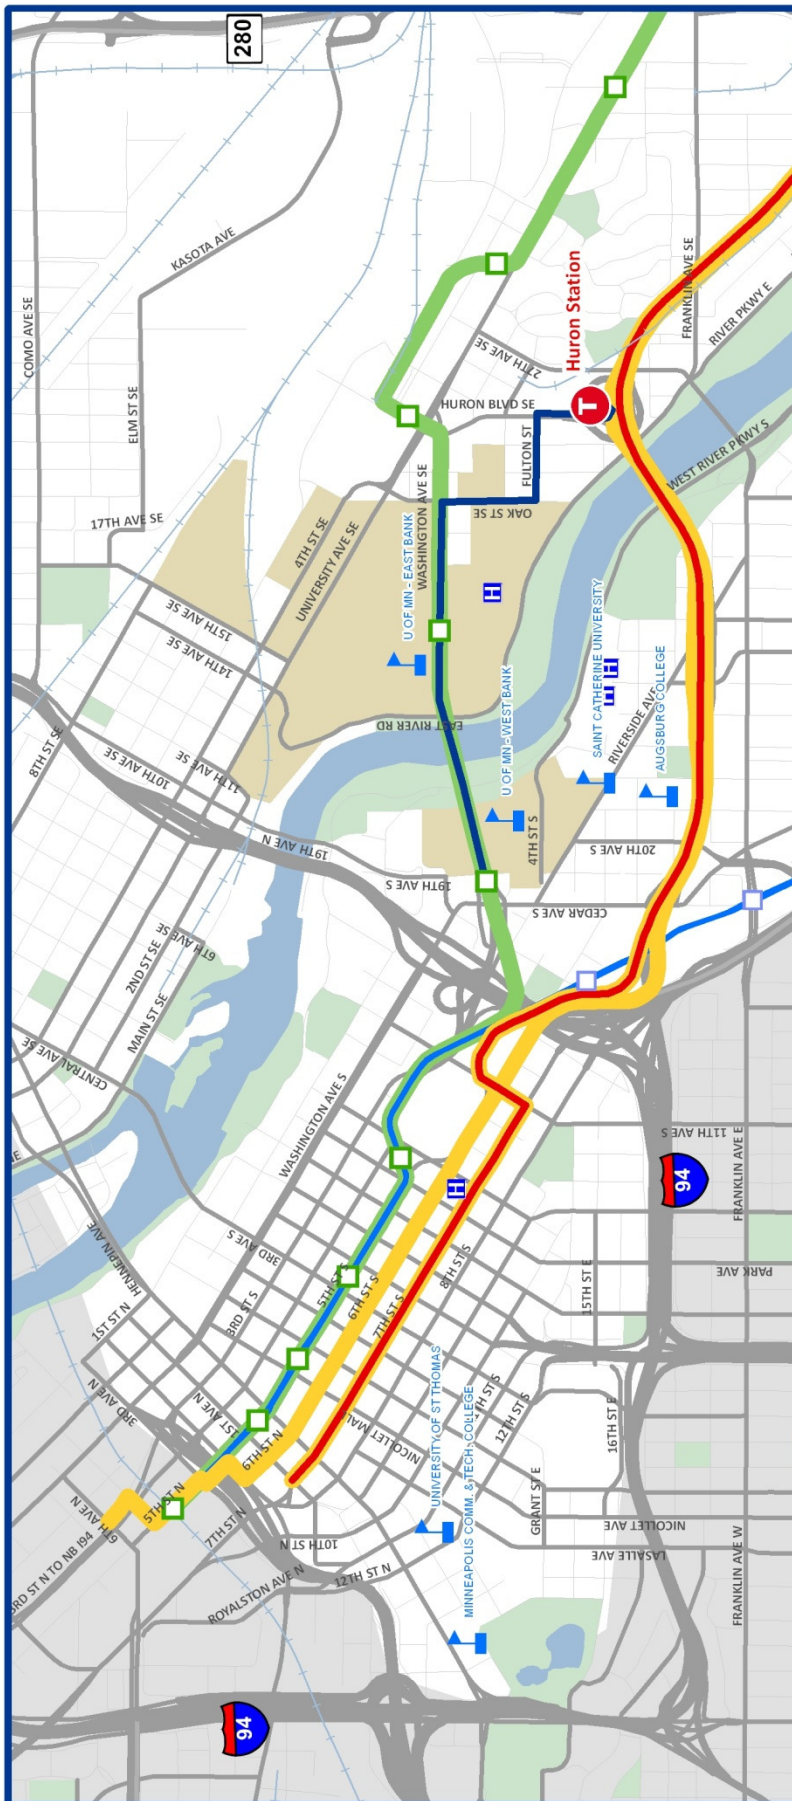 280
COMO AVE SE
KASOTA AVE
ELM ST SE
17TH AVE SE
FRANKLIN AVE SE
RIVER PKWY E
Huron Station
T
27TH AVE SE
HURON BLVD SE
FULTON ST
WEST RIVER PKWY S
OAK ST SE
WASHINGTON AVE SE
U OF MN - EAST BANK
4TH ST SE
UNIVERSITY AVE SE
15TH AVE SE
14TH AVE SE
H
EAST RIVER RD
8TH ST SE
10TH AVE SE
11TH AVE SE
U OF MN - WEST BANK
SAINT CATHERINE UNIVERSITY
H
E
RIVERSIDE AVE
AUGSBURG COLLEGE
4TH ST S
20TH AVE S
19TH AVE N
19TH AVE S
CEDAR AVE S
6TH AVE SE
2ND ST SE
MAIN ST SE
CENTRAL AVE SE
NE
WASHINGTON AVE S
11TH AVE S
FRANKLIN AVE E
94
H
HENNEPIN AVE
3RD AVE S
1ST ST N
3RD ST S
5TH ST S
6TH ST S
7TH ST S
8TH ST S
15TH ST E
PARK AVE
3RD AVE N
1ST AVE N
NICOLLET MALL
11TH ST S
12TH ST S
16TH ST E
6TH ST N
5TH ST N
6TH AVE N
7TH ST N
3RD ST N TO NB I94
10TH ST N
12TH ST N
ROYALSTON AVE N
UNIVERSITY OF ST THOMAS
MINNEAPOLIS COMM. & TECH. COLLEGE
GRANT ST E
NICOLLET AVE
LASALLE AVE
FRANKLIN AVE W
94